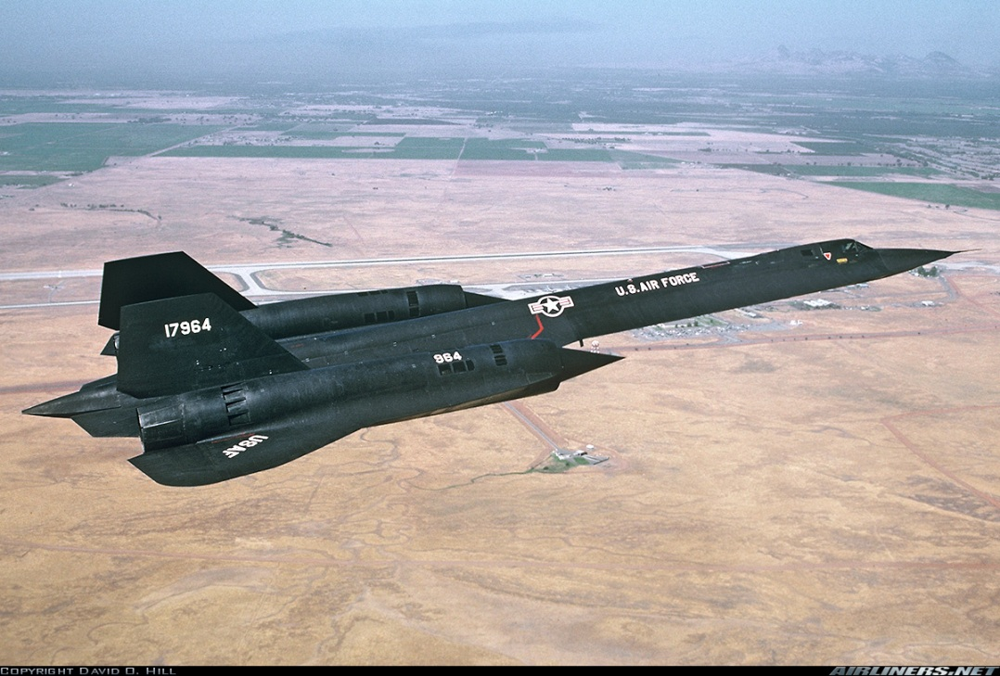 U.S. AIR FORCE
17964
964
USAF
COPYRIGHT DAVID O. HILL
AIRLINERS.NET